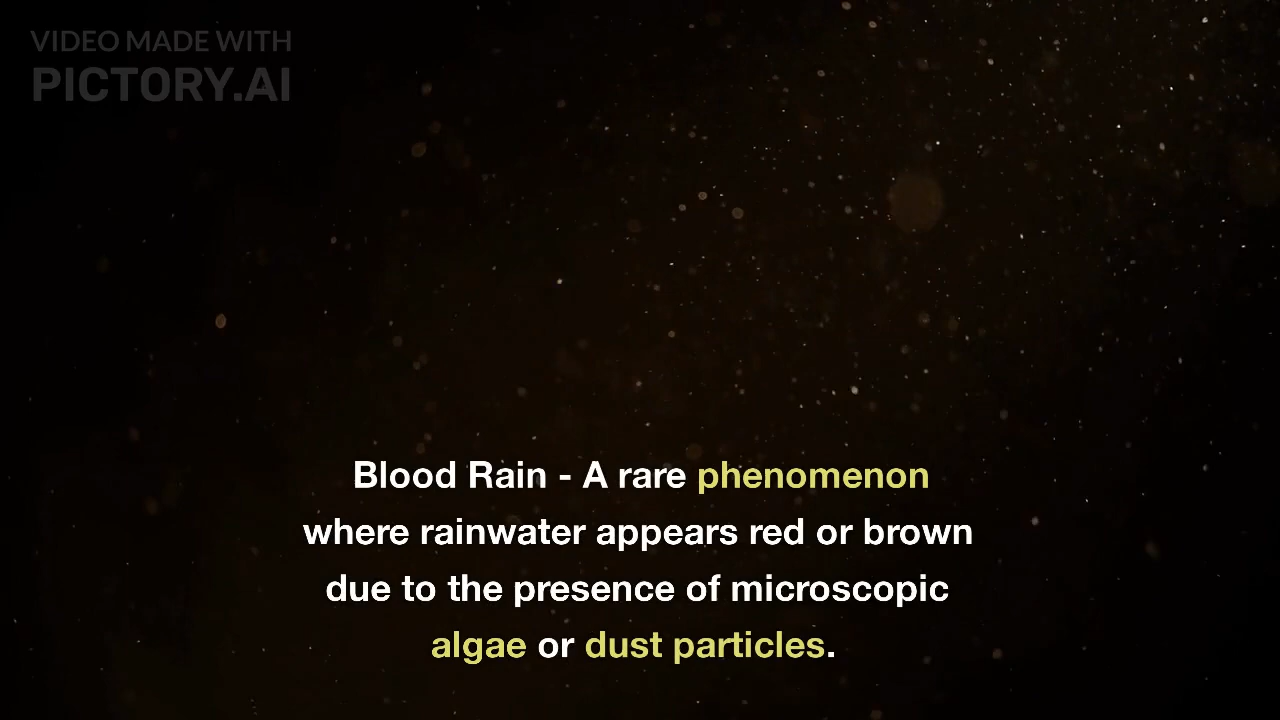 VIDEO MADE WITH
PICTORY.AI
Blood Rain - A rare phenomenon
where rainwater appears red or brown
due to the presence of microscopic
algae or dust particles.